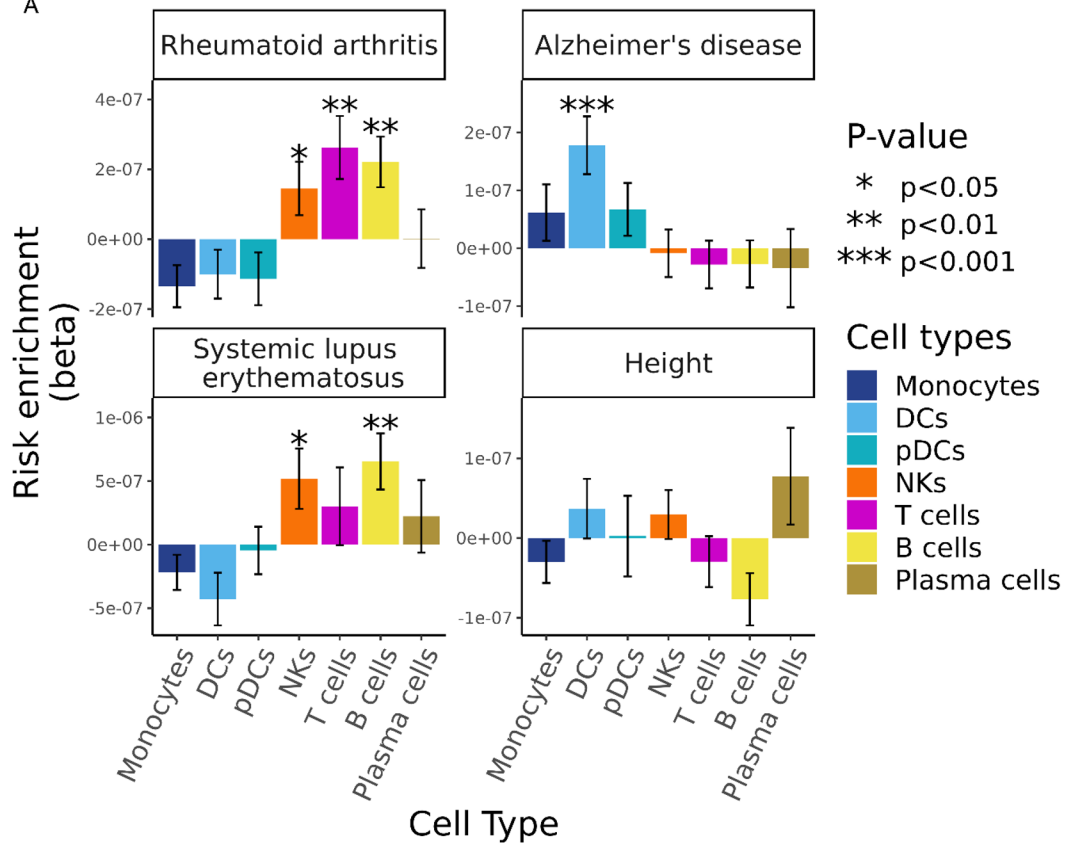 A
Rheumatoid arthritis
Alzheimer's disease
4e-07
2e-07
0e+00
-2e-07
***
**
**
*
2e-07
1e-07
0e+00
-1e-07
P-value
* p<0.05
** p<0.01
*** p<0.001
Risk enrichment
(beta)
Systemic lupus
erythematosus
Height
1e-06
5e-07
0e+00
-5e-07
*
**
1e-07
0e+00
-1e-07
Cell types
Monocytes
DCs
pDCs
NKs
T cells
B cells
Plasma cells
Monocytes
DCs
pDCs
NKs
T cells
B cells
Plasma cells
Monocytes
DCs
pDCs
NKs
T cells
B cells
Plasma cells
Cell Type